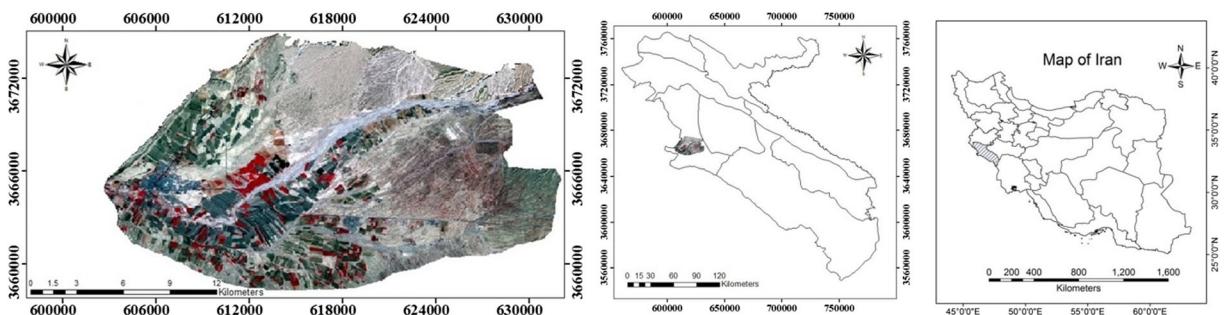 600000 606000 612000 618000 624000 630000
N
W E
S
3672000 3672000
3666000 3666000
3660000 3660000
0 1.5 3 6 9 12
Kilometers
600000 606000 612000 618000 624000 630000
600000 650000 700000 750000
N
W E
S
3760000 3760000
3720000 3720000
3680000 3680000
3640000 3640000
3600000 3600000
3560000 3560000
0 15 30 60 90 120
Kilometers
600000 650000 700000 750000
Map of Iran
N
W E
S
40°0'0"N
35°0'0"N
30°0'0"N
25°0'0"N
0 200 400 800 1,200 1,600
Kilometers
45°0'0"E 50°0'0"E 55°0'0"E 60°0'0"E